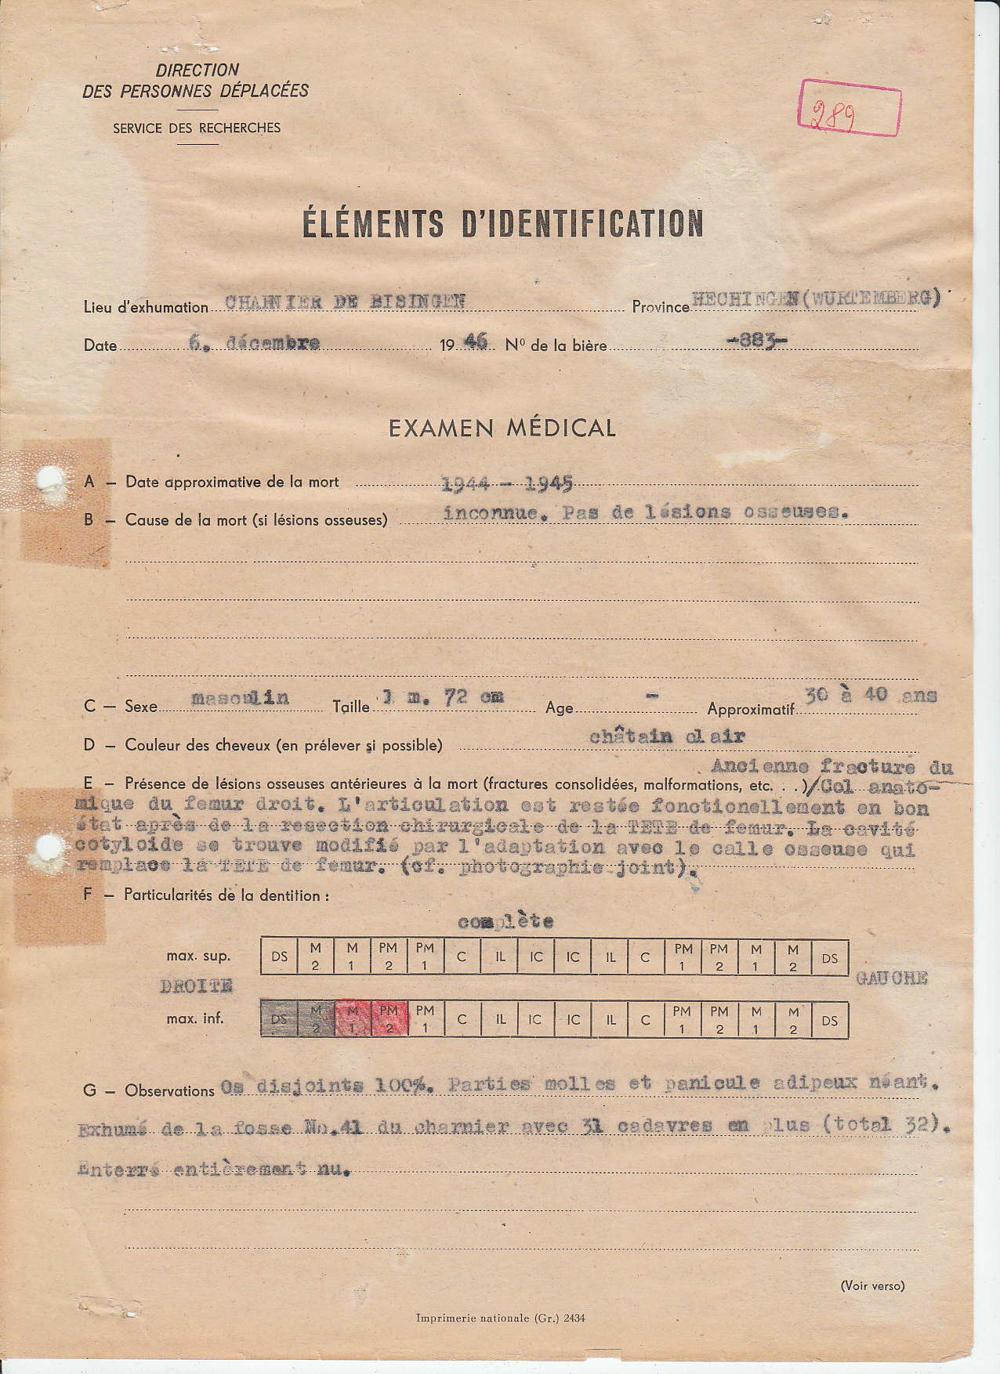 DIRECTION
DES PERSONNES DÉPLACÉES
SERVICE DES RECHERCHES
289
ÉLÉMENTS D'IDENTIFICATION
Lieu d'exhumation CHARNIER DE BISINGEN Province HECHINGEN(WURTEMBERG)
Date 6. décembre 19 46 Nº de la bière -883-
EXAMEN MÉDICAL
A – Date approximative de la mort 1944 - 1945
B – Cause de la mort (si lésions osseuses) inconnue. Pas de lésions osseuses.
C – Sexe masculin Taille 1 m. 72 cm Age - Approximatif 30 à 40 ans
D – Couleur des cheveux (en prélever si possible) châtain clair
Ancienne fracture du
E – Présence de lésions osseuses antérieures à la mort (fractures consolidées, malformations, etc. . .)/Col anato-
mique du femur droit. L'articulation est restée fonctionellement en bon
état après de la resection chirurgicale de la TETE de femur. La cavité
cotyloide se trouve modifié par l'adaptation avec le calle osseuse qui
remplace la TETE de femur. (cf. photographie joint).
F – Particularités de la dentition :
complète
max. sup. DS M 2 M 1 PM 2 PM 1 C IL IC IC IL C PM 1 PM 2 M 1 M 2 DS
DROITE GAUCHE
max. inf. DS M 2 M 1 PM 2 PM 1 C IL IC IC IL C PM 1 PM 2 M 1 M 2 DS
G – Observations Os disjoints 100%. Parties molles et panicule adipeux néant.
Exhumé de la fosse No.41 du charnier avec 31 cadavres en plus (total 32).
Enterré entièrement nu.
(Voir verso)
Imprimerie nationale (Gr.) 2434